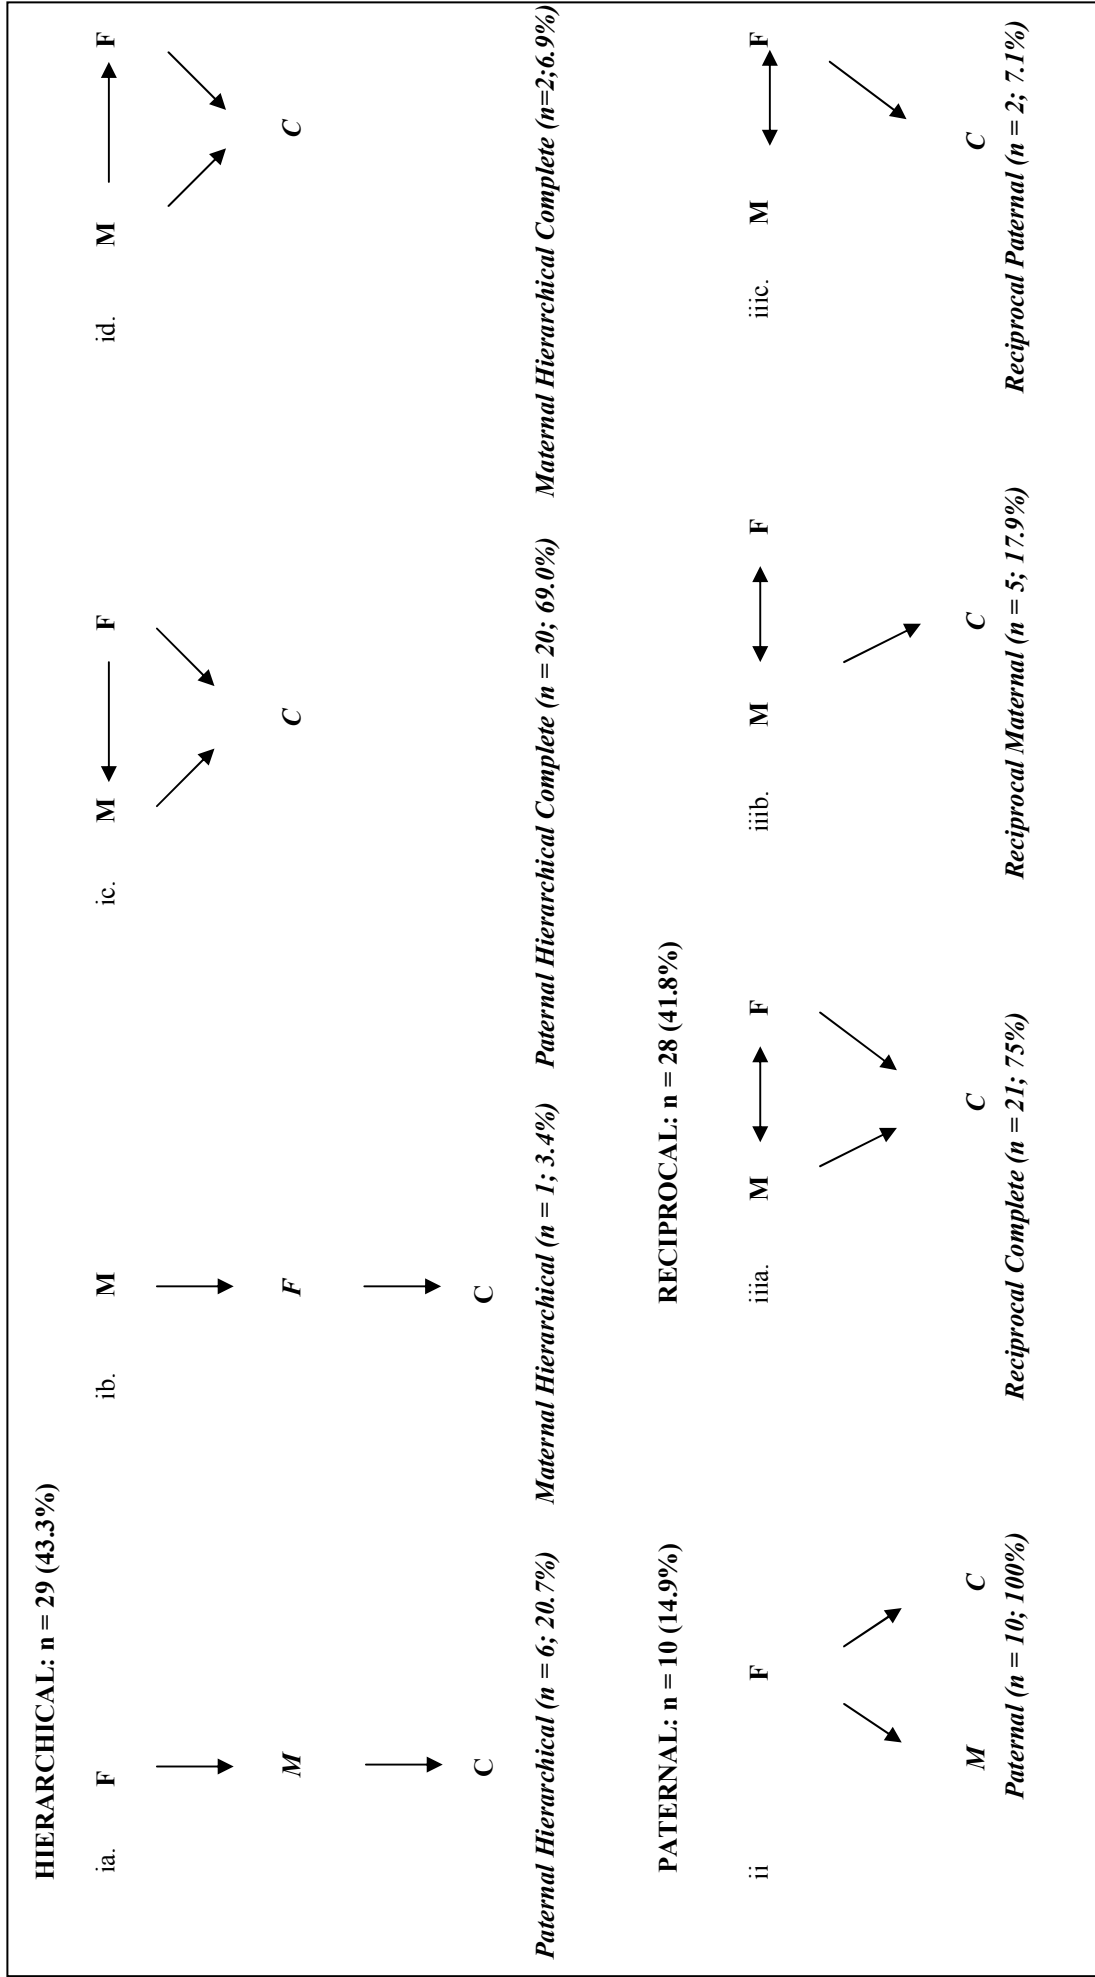 HIERARCHICAL: n = 29 (43.3%)
ia. F
M
C
Paternal Hierarchical (n = 6; 20.7%)
ib. M
F
C
Maternal Hierarchical (n = 1; 3.4%)
ic. M F
C
Paternal Hierarchical Complete (n = 20; 69.0%)
id. M F
C
Maternal Hierarchical Complete (n=2;6.9%)
PATERNAL: n = 10 (14.9%)
ii F
M C
Paternal (n = 10; 100%)
RECIPROCAL: n = 28 (41.8%)
iiia. M F
C
Reciprocal Complete (n = 21; 75%)
iiib. M F
C
Reciprocal Maternal (n = 5; 17.9%)
iiic. M F
C
Reciprocal Paternal (n = 2; 7.1%)